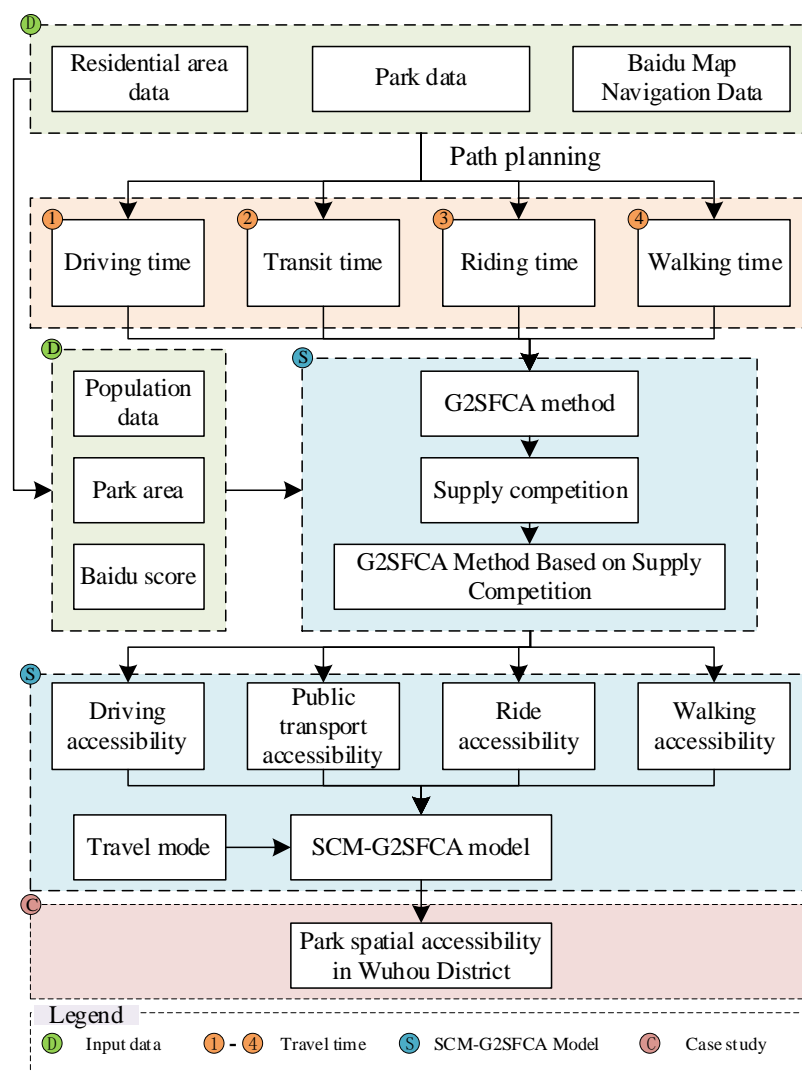 D
Residential area
data
Park data
Baidu Map
Navigation Data
Path planning
1
2
3
4
Driving time
Transit time
Riding time
Walking time
D
Population
data
Park area
Baidu score
S
G2SFCA method
Supply competition
G2SFCA Method Based on Supply
Competition
S
Driving
accessibility
Public
transport
accessibility
Ride
accessibility
Walking
accessibility
Travel mode
SCM-G2SFCA model
C
Park spatial accessibility
in Wuhou District
Legend
D Input data
1 - 4 Travel time
S SCM-G2SFCA Model
C Case study